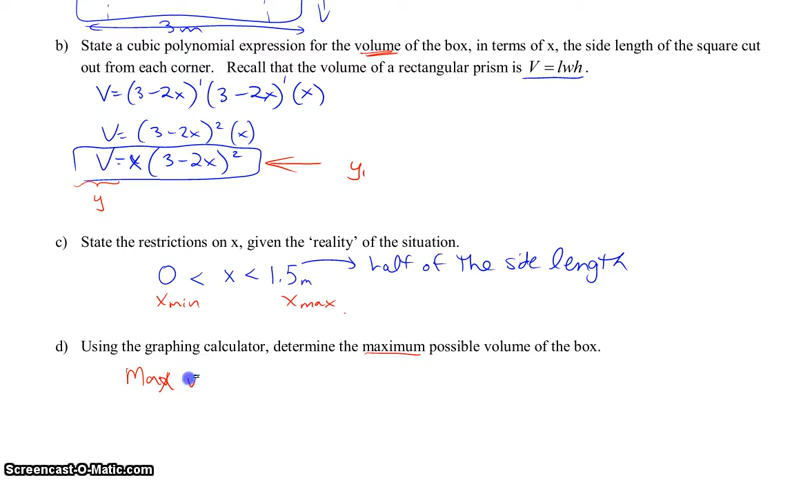 3m
b) State a cubic polynomial expression for the volume of the box, in terms of x, the side length of the square cut
out from each corner. Recall that the volume of a rectangular prism is V = lwh.
V=(3-2x)¹(3-2x)¹(x)
V=(3-2x)²(x)
V=x(3-2x)² y₁
y
c) State the restrictions on x, given the 'reality' of the situation.
0 < x < 1.5m → half of the side length
xmin xmax
d) Using the graphing calculator, determine the maximum possible volume of the box.
Max V
Screencast-O-Matic.com